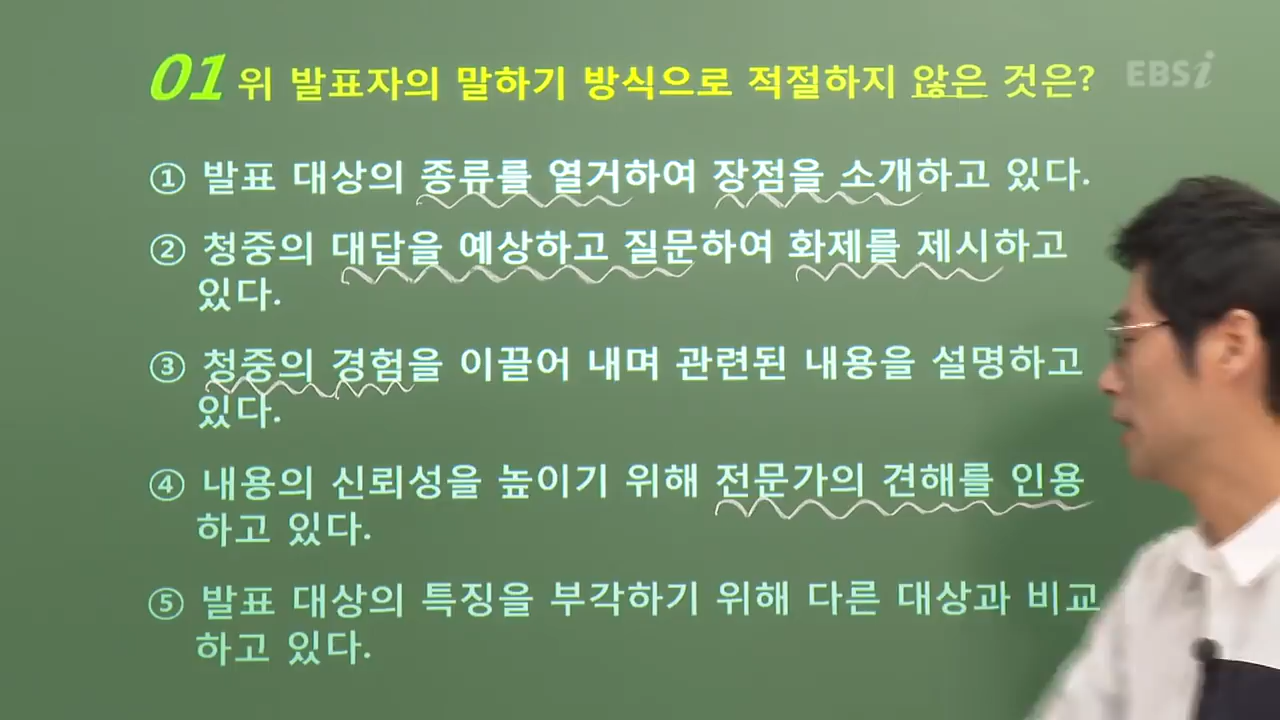 01 위 발표자의 말하기 방식으로 적절하지 않은 것은?
EBSi
① 발표 대상의 종류를 열거하여 장점을 소개하고 있다.
② 청중의 대답을 예상하고 질문하여 화제를 제시하고
있다.
③ 청중의 경험을 이끌어 내며 관련된 내용을 설명하고
있다.
④ 내용의 신뢰성을 높이기 위해 전문가의 견해를 인용
하고 있다.
⑤ 발표 대상의 특징을 부각하기 위해 다른 대상과 비교
하고 있다.